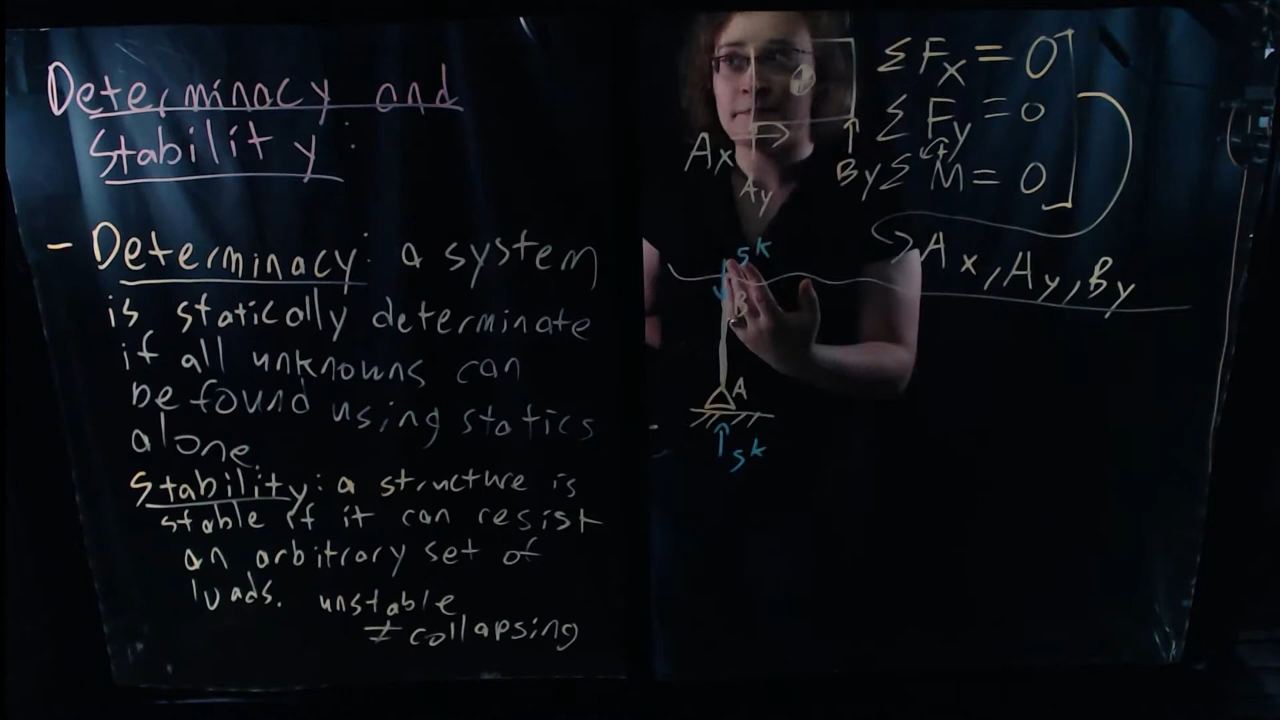 Determinacy and
Stability:
- Determinacy: a system
is statically determinate
if all unknowns can
be found using statics
alone
Stability: a structure is
stable if it can resist
an arbitrary set of
loads. unstable
≠ collapsing
ΣFx = 0
ΣFy = 0
ΣM = 0
Ax
Ay
By
Ax, Ay, By
5k
B
A
5k